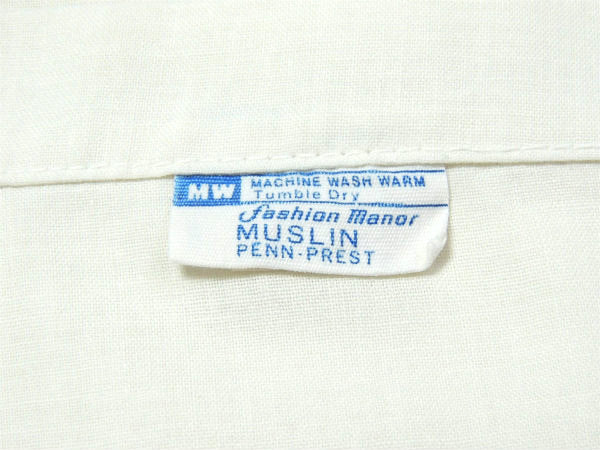 MW MACHINE WASH WARM
Tumble Dry
fashion Manor
MUSLIN
PENN-PREST